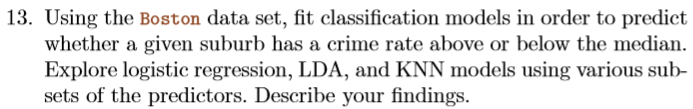 13. Using the Boston data set, fit classification models in order to predict
whether a given suburb has a crime rate above or below the median.
Explore logistic regression, LDA, and KNN models using various sub-
sets of the predictors. Describe your findings.